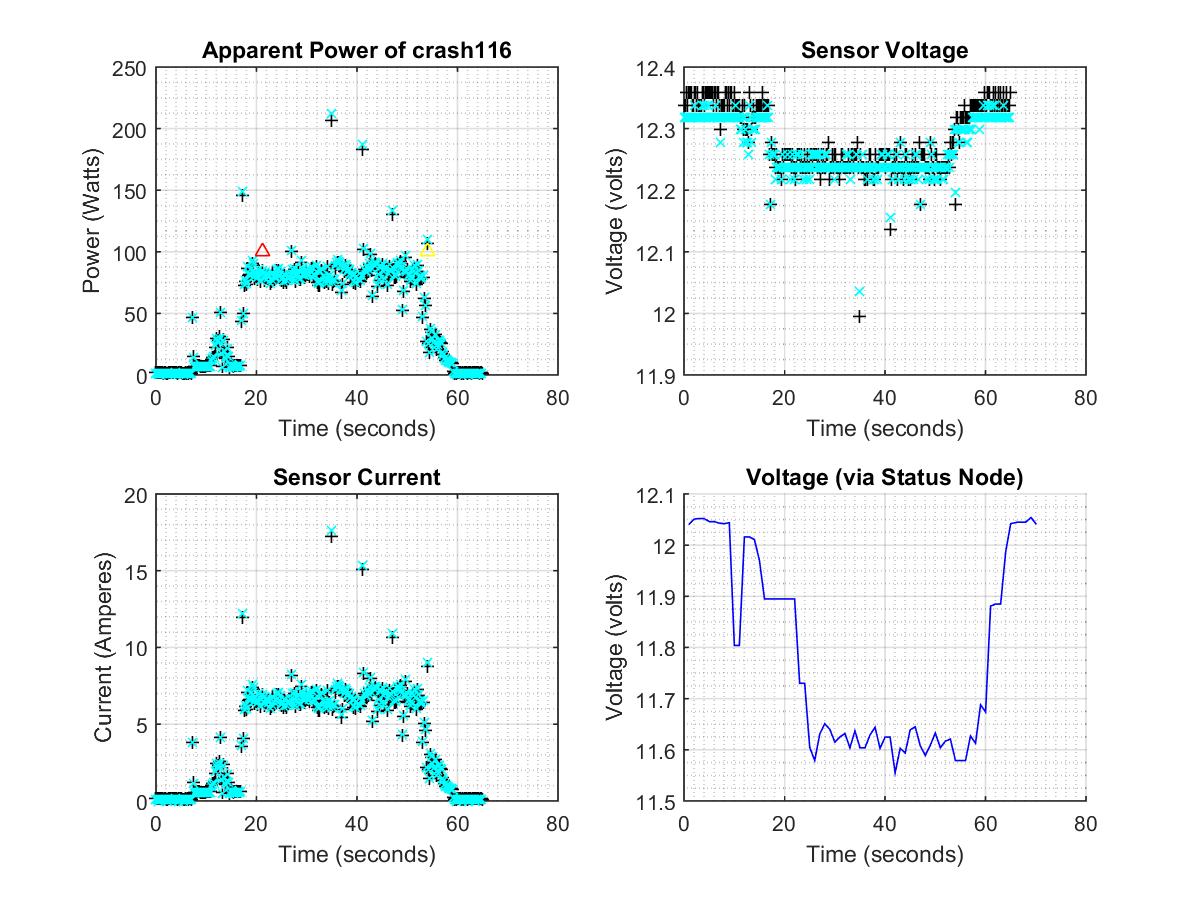 Apparent Power of crash116
250
200
150
100
50
0
Power (Watts)
0 20 40 60 80
Time (seconds)
Sensor Voltage
12.4
12.3
12.2
12.1
12
11.9
Voltage (volts)
0 20 40 60 80
Time (seconds)
Sensor Current
20
15
10
5
0
Current (Amperes)
0 20 40 60 80
Time (seconds)
Voltage (via Status Node)
12.1
12
11.9
11.8
11.7
11.6
11.5
Voltage (volts)
0 20 40 60 80
Time (seconds)